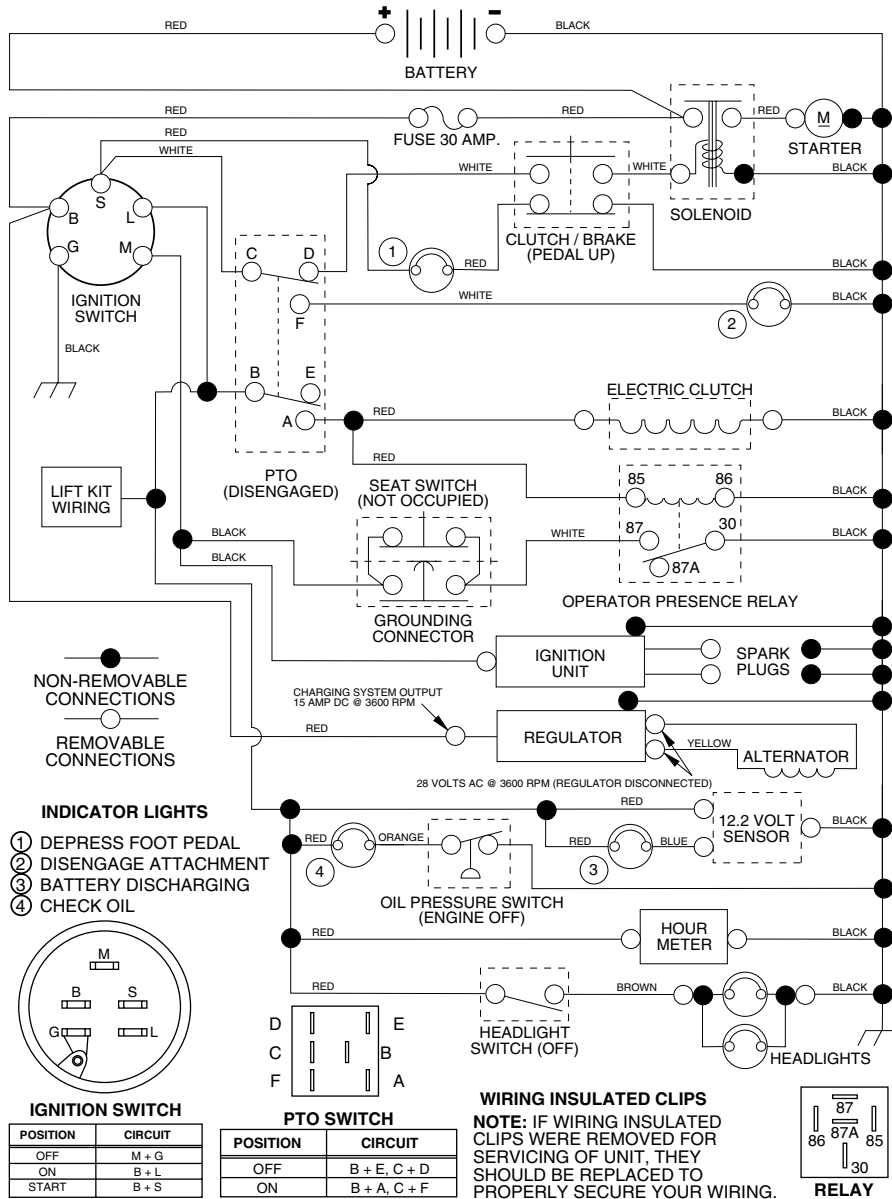 RED
+
-
BLACK
BATTERY
RED
RED
RED
FUSE 30 AMP.
M
STARTER
RED
WHITE
WHITE
WHITE
BLACK
SOLENOID
S
B
L
G
M
IGNITION
SWITCH
CLUTCH / BRAKE
(PEDAL UP)
C
D
1
RED
BLACK
F
WHITE
BLACK
2
BLACK
B
E
A
RED
ELECTRIC CLUTCH
BLACK
RED
PTO
(DISENGAGED)
LIFT KIT
WIRING
SEAT SWITCH
(NOT OCCUPIED)
85
86
BLACK
BLACK
BLACK
WHITE
87
30
BLACK
87A
OPERATOR PRESENCE RELAY
GROUNDING
CONNECTOR
IGNITION
UNIT
SPARK
PLUGS
NON-REMOVABLE
CONNECTIONS
REMOVABLE
CONNECTIONS
CHARGING SYSTEM OUTPUT
15 AMP DC @ 3600 RPM
RED
REGULATOR
YELLOW
ALTERNATOR
28 VOLTS AC @ 3600 RPM (REGULATOR DISCONNECTED)
INDICATOR LIGHTS
1 DEPRESS FOOT PEDAL
2 DISENGAGE ATTACHMENT
3 BATTERY DISCHARGING
4 CHECK OIL
RED
12.2 VOLT
SENSOR
BLACK
RED
ORANGE
RED
BLUE
4
3
OIL PRESSURE SWITCH
(ENGINE OFF)
RED
HOUR
METER
BLACK
RED
BROWN
BLACK
HEADLIGHT
SWITCH (OFF)
HEADLIGHTS
M
B
S
G
L
IGNITION SWITCH
POSITION CIRCUIT
OFF M + G
ON B + L
START B + S
D
E
C
B
F
A
PTO SWITCH
POSITION CIRCUIT
OFF B + E, C + D
ON B + A, C + F
WIRING INSULATED CLIPS
NOTE: IF WIRING INSULATED
CLIPS WERE REMOVED FOR
SERVICING OF UNIT, THEY
SHOULD BE REPLACED TO
PROPERLY SECURE YOUR WIRING.
87
87A
86
85
30
RELAY